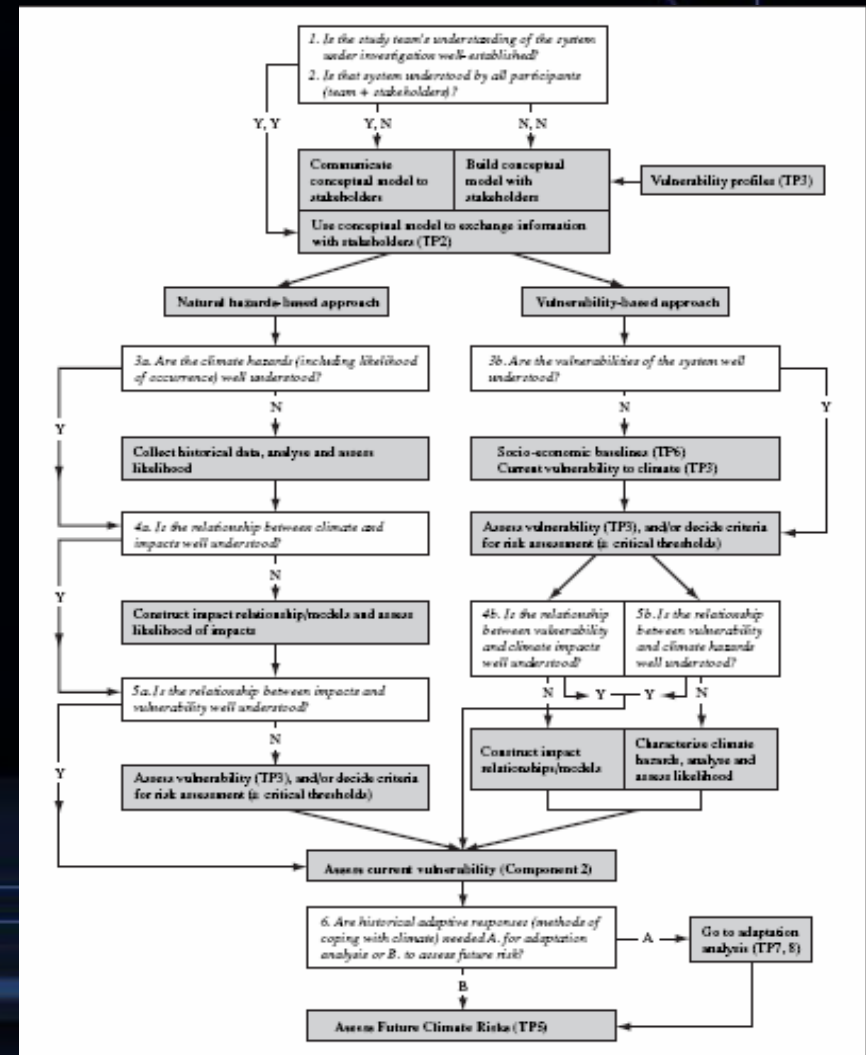 1. Is the study team's understanding of the system
under investigation well-established?
2. Is that system understood by all participants
(team + stakeholders)?
Y, Y
Y, N
N, N
Communicate
conceptual model to
stakeholders
Build conceptual
model with
stakeholders
Vulnerability profiles (TP3)
Use conceptual model to exchange information
with stakeholders (TP2)
Natural hazards-based approach
Vulnerability-based approach
3a. Are the climate hazards (including likelihood
of occurrence) well understood?
3b. Are the vulnerabilities of the system well
understood?
N
N
Y
Y
Collect historical data, analyse and assess
likelihood
Socio-economic baselines (TP6)
Current vulnerability to climate (TP3)
4a. Is the relationship between climate and
impacts well understood?
Assess vulnerability (TP3), and/or decide criteria
for risk assessment (± critical thresholds)
N
Y
Construct impact relationship/models and assess
likelihood of impacts
4b. Is the relationship
between vulnerability
and climate impacts
well understood?
5b. Is the relationship
between vulnerability
and climate hazards
well understood?
5a. Is the relationship between impacts and
vulnerability well understood?
N
Y
Y
N
N
Y
Construct impact
relationships/models
Characterize climate
hazards, analyse and
assess likelihood
Assess vulnerability (TP3), and/or decide criteria
for risk assessment (± critical thresholds)
Assess current vulnerability (Component 2)
6. Are historical adaptive responses (methods of
coping with climate) needed A. for adaptation
analysis or B. to assess future risk?
A
Go to adaptation
analysis (TP7, 8)
B
Assess Future Climate Risks (TP5)